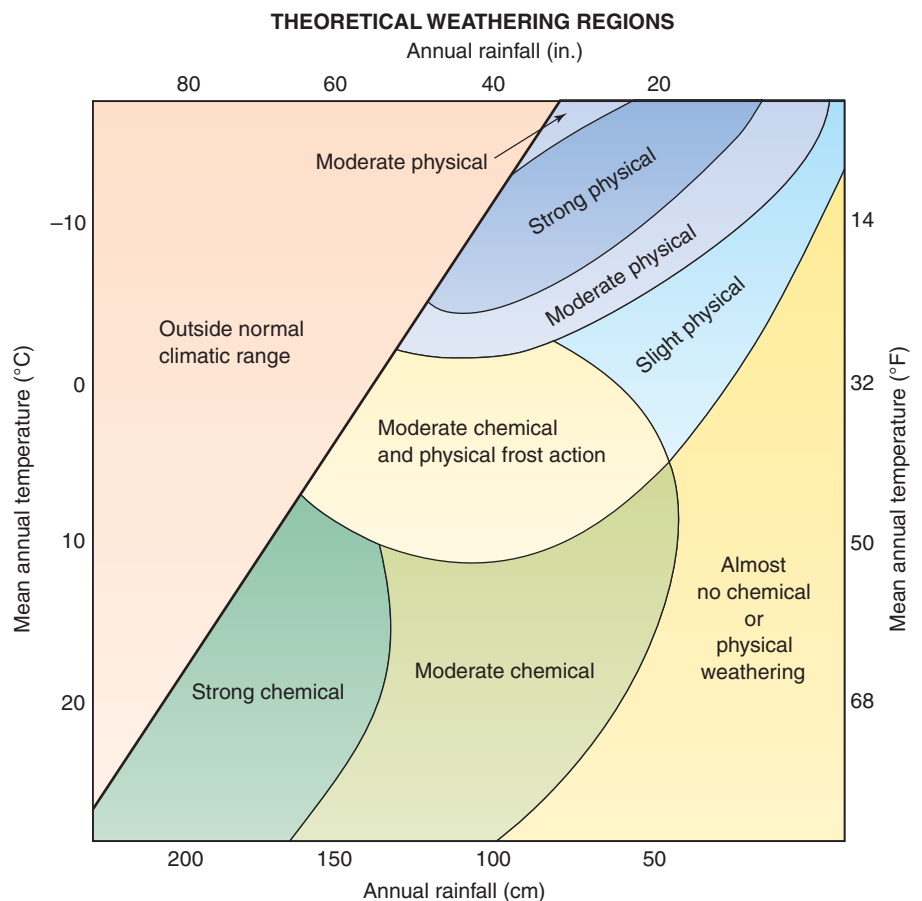 THEORETICAL WEATHERING REGIONS
Annual rainfall (in.)
80 60 40 20
Moderate physical
Strong physical
Moderate physical
Slight physical
–10
0
10
20
Mean annual temperature (°C)
14
32
50
68
Mean annual temperature (°F)
Outside normal
climatic range
Moderate chemical
and physical frost action
Almost
no chemical
or
physical
weathering
Strong chemical
Moderate chemical
200 150 100 50
Annual rainfall (cm)